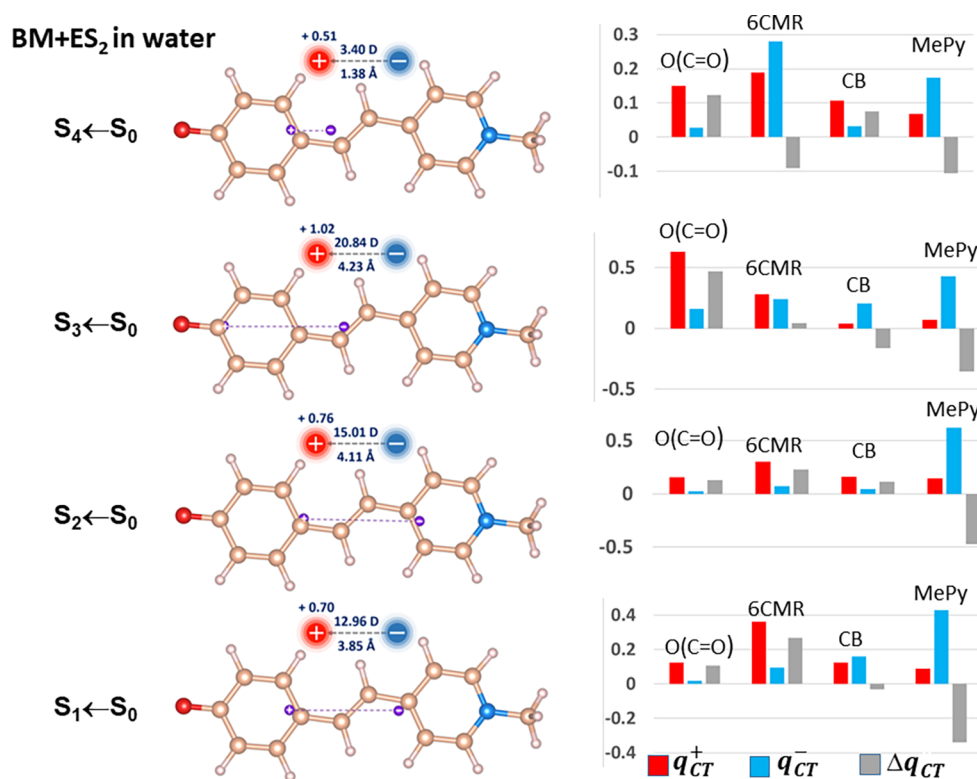 BM+ES₂ in water
S₄←S₀
+ 0.51
3.40 D
1.38 Å
+ −
+ −
0.3
0.2
0.1
0
-0.1
O(C=O)
6CMR
CB
MePy
S₃←S₀
+ 1.02
20.84 D
4.23 Å
+ −
+ −
0.5
0
-0.5
O(C=O)
6CMR
CB
MePy
S₂←S₀
+ 0.76
15.01 D
4.11 Å
+ −
+ −
0.5
0
-0.5
O(C=O)
6CMR
CB
MePy
S₁←S₀
+ 0.70
12.96 D
3.85 Å
+ −
+ −
0.4
0.2
0
-0.2
-0.4
O(C=O)
6CMR
CB
MePy
q⁺CT q⁻CT ΔqCT